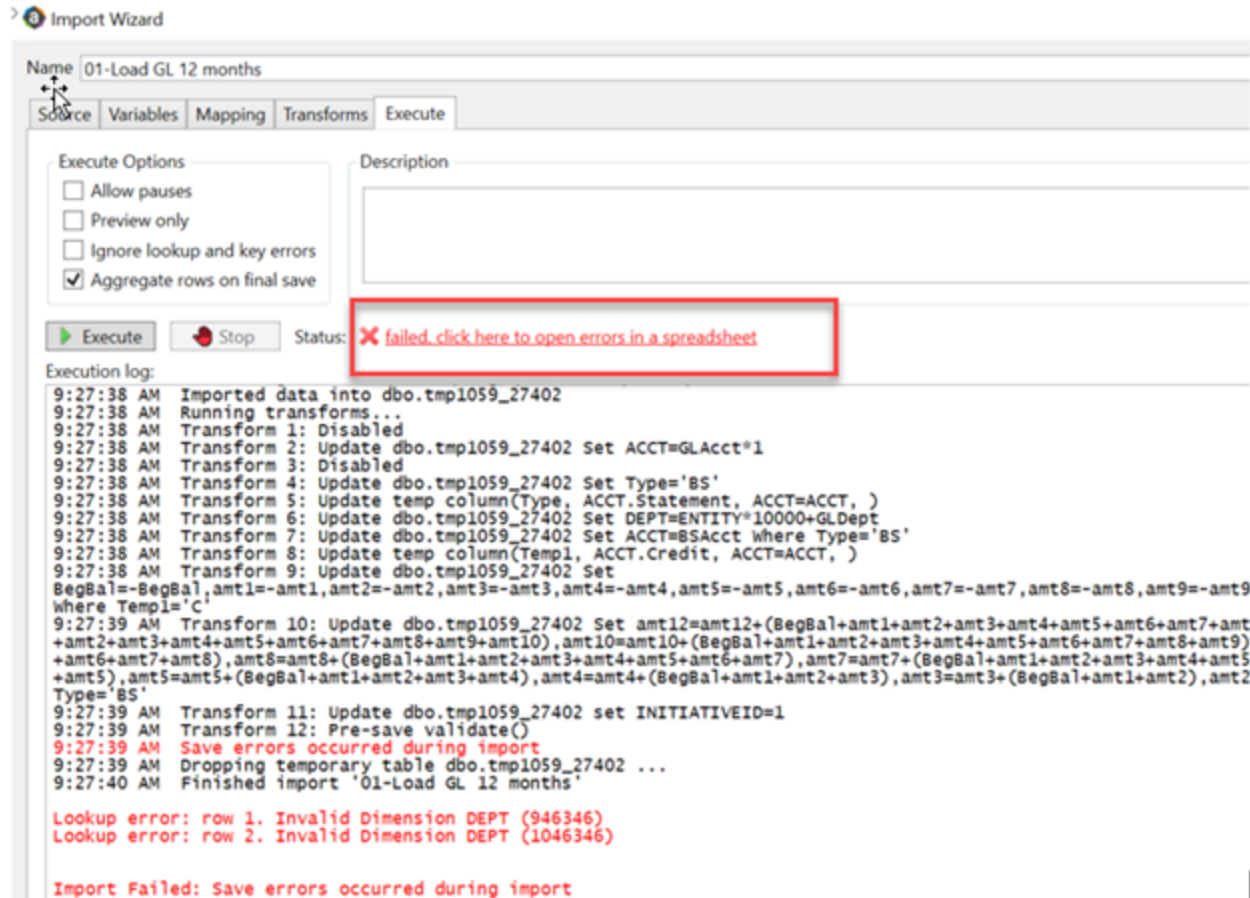 Import Wizard
Name 01-Load GL 12 months
Source Variables Mapping Transforms Execute
Execute Options
Description
Allow pauses
Preview only
Ignore lookup and key errors
Aggregate rows on final save
Execute Stop Status: failed, click here to open errors in a spreadsheet
Execution log:
9:27:38 AM Imported data into dbo.tmp1059_27402
9:27:38 AM Running transforms...
9:27:38 AM Transform 1: Disabled
9:27:38 AM Transform 2: Update dbo.tmp1059_27402 Set ACCT=GLAcct*1
9:27:38 AM Transform 3: Disabled
9:27:38 AM Transform 4: Update dbo.tmp1059_27402 Set Type='BS'
9:27:38 AM Transform 5: Update temp column(Type, ACCT.Statement, ACCT=ACCT, )
9:27:38 AM Transform 6: Update dbo.tmp1059_27402 Set DEPT=ENTITY*10000+GLDept
9:27:38 AM Transform 7: Update dbo.tmp1059_27402 Set ACCT=BSAcct Where Type='BS'
9:27:38 AM Transform 8: Update temp column(Temp1, ACCT.Credit, ACCT=ACCT, )
9:27:38 AM Transform 9: Update dbo.tmp1059_27402 Set
BegBal=-BegBal,amt1=-amt1,amt2=-amt2,amt3=-amt3,amt4=-amt4,amt5=-amt5,amt6=-amt6,amt7=-amt7,amt8=-amt8,amt9=-amt9
Where Temp1='C'
9:27:39 AM Transform 10: Update dbo.tmp1059_27402 Set amt12=amt12+(BegBal+amt1+amt2+amt3+amt4+amt5+amt6+amt7+amt
+amt2+amt3+amt4+amt5+amt6+amt7+amt8+amt9+amt10),amt10=amt10+(BegBal+amt1+amt2+amt3+amt4+amt5+amt6+amt7+amt8+amt9)
+amt6+amt7+amt8),amt8=amt8+(BegBal+amt1+amt2+amt3+amt4+amt5+amt6+amt7),amt7=amt7+(BegBal+amt1+amt2+amt3+amt4+amt5
+amt5),amt5=amt5+(BegBal+amt1+amt2+amt3+amt4),amt4=amt4+(BegBal+amt1+amt2+amt3),amt3=amt3+(BegBal+amt1+amt2),amt2
Type='BS'
9:27:39 AM Transform 11: Update dbo.tmp1059_27402 set INITIATIVEID=1
9:27:39 AM Transform 12: Pre-save validate()
9:27:39 AM Save errors occurred during import
9:27:39 AM Dropping temporary table dbo.tmp1059_27402 ...
9:27:40 AM Finished import '01-Load GL 12 months'
Lookup error: row 1. Invalid Dimension DEPT (946346)
Lookup error: row 2. Invalid Dimension DEPT (1046346)
Import Failed: Save errors occurred during import